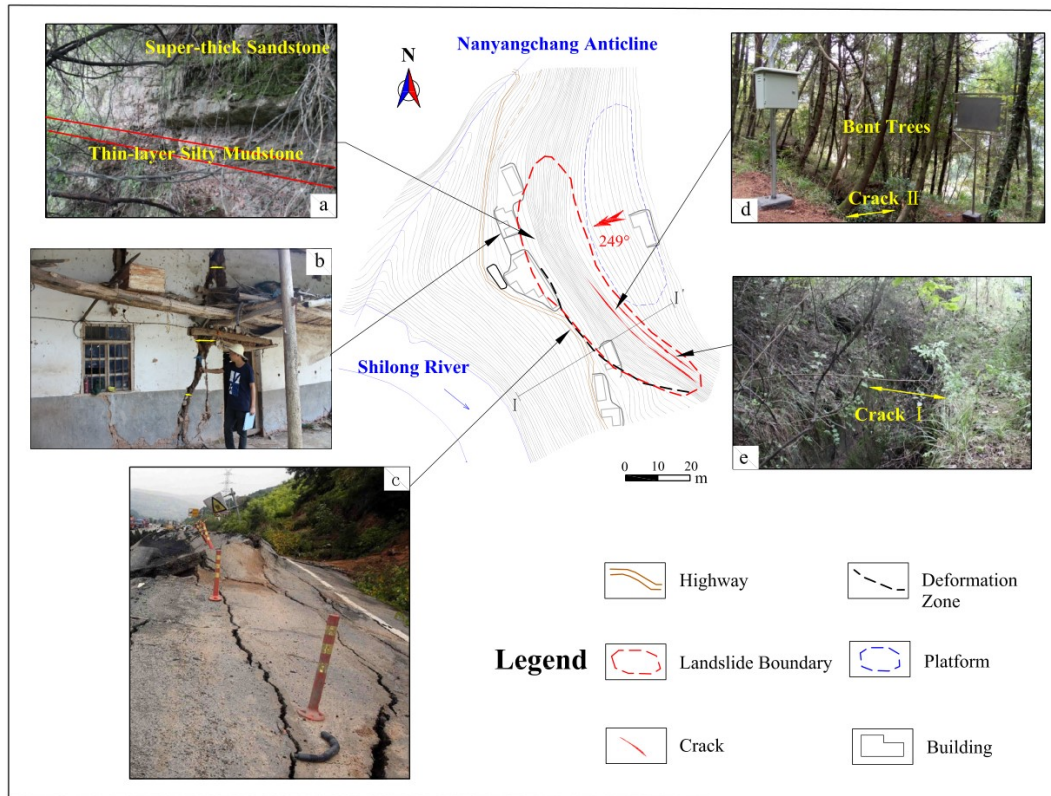 Super-thick Sandstone
Thin-layer Silty Mudstone
a
b
c
N
Nanyangchang Anticline
249°
I
I′
Shilong River
0 10 20 m
Bent Trees
Crack II
d
Crack I
e
Legend
Highway
Deformation Zone
Landslide Boundary
Platform
Crack
Building